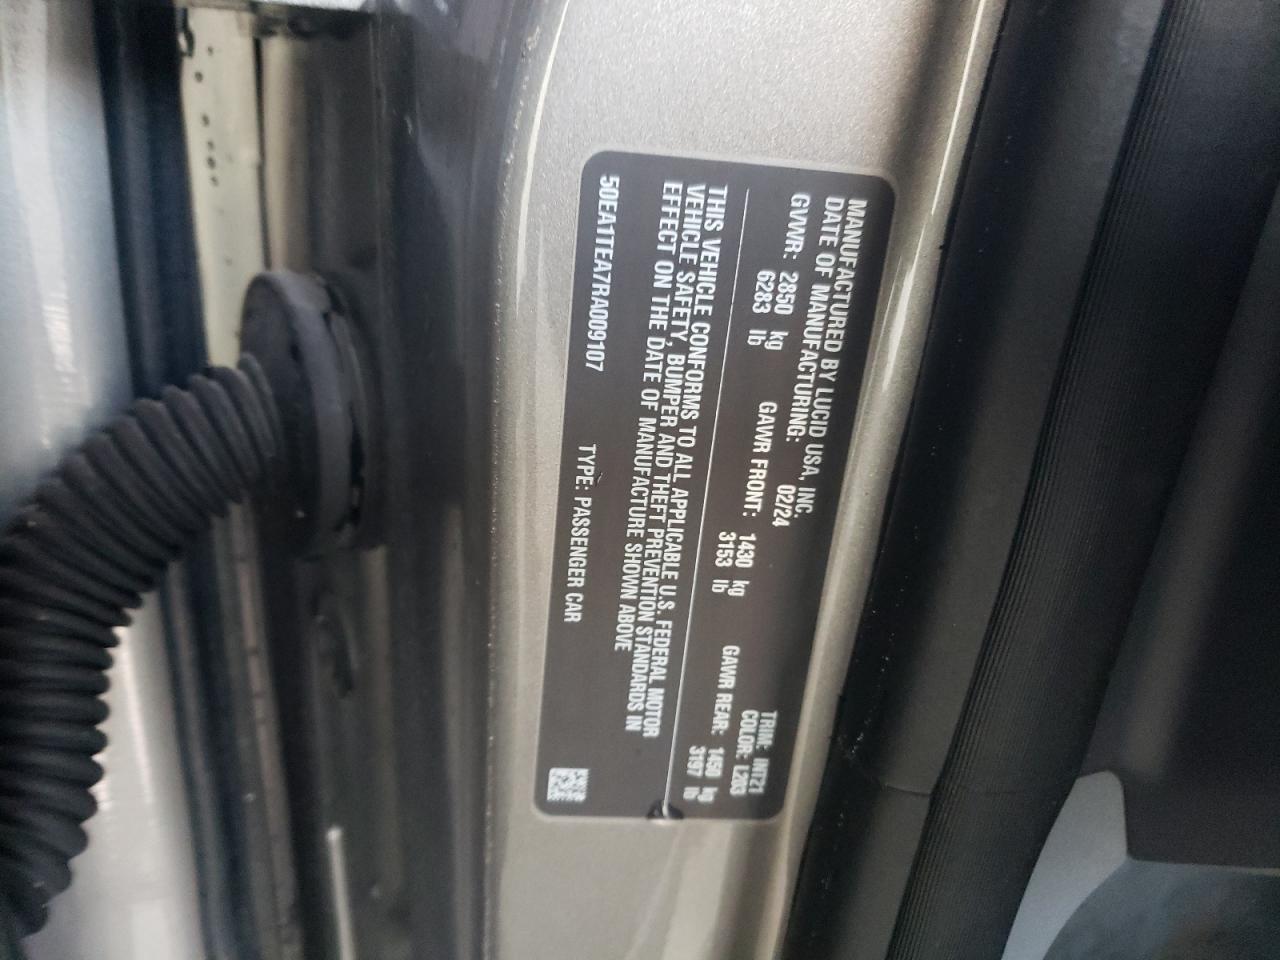 MANUFACTURED BY LUCID USA, INC.
DATE OF MANUFACTURING: 02/24 TRIM: INT21
COLOR: L203
GVWR: 2850 kg GAWR FRONT: 1430 kg GAWR REAR: 1450 kg
6283 lb 3153 lb 3197 lb
THIS VEHICLE CONFORMS TO ALL APPLICABLE U.S. FEDERAL MOTOR
VEHICLE SAFETY, BUMPER AND THEFT PREVENTION STANDARDS IN
EFFECT ON THE DATE OF MANUFACTURE SHOWN ABOVE
50EA1TEA7RA009107 TYPE: PASSENGER CAR